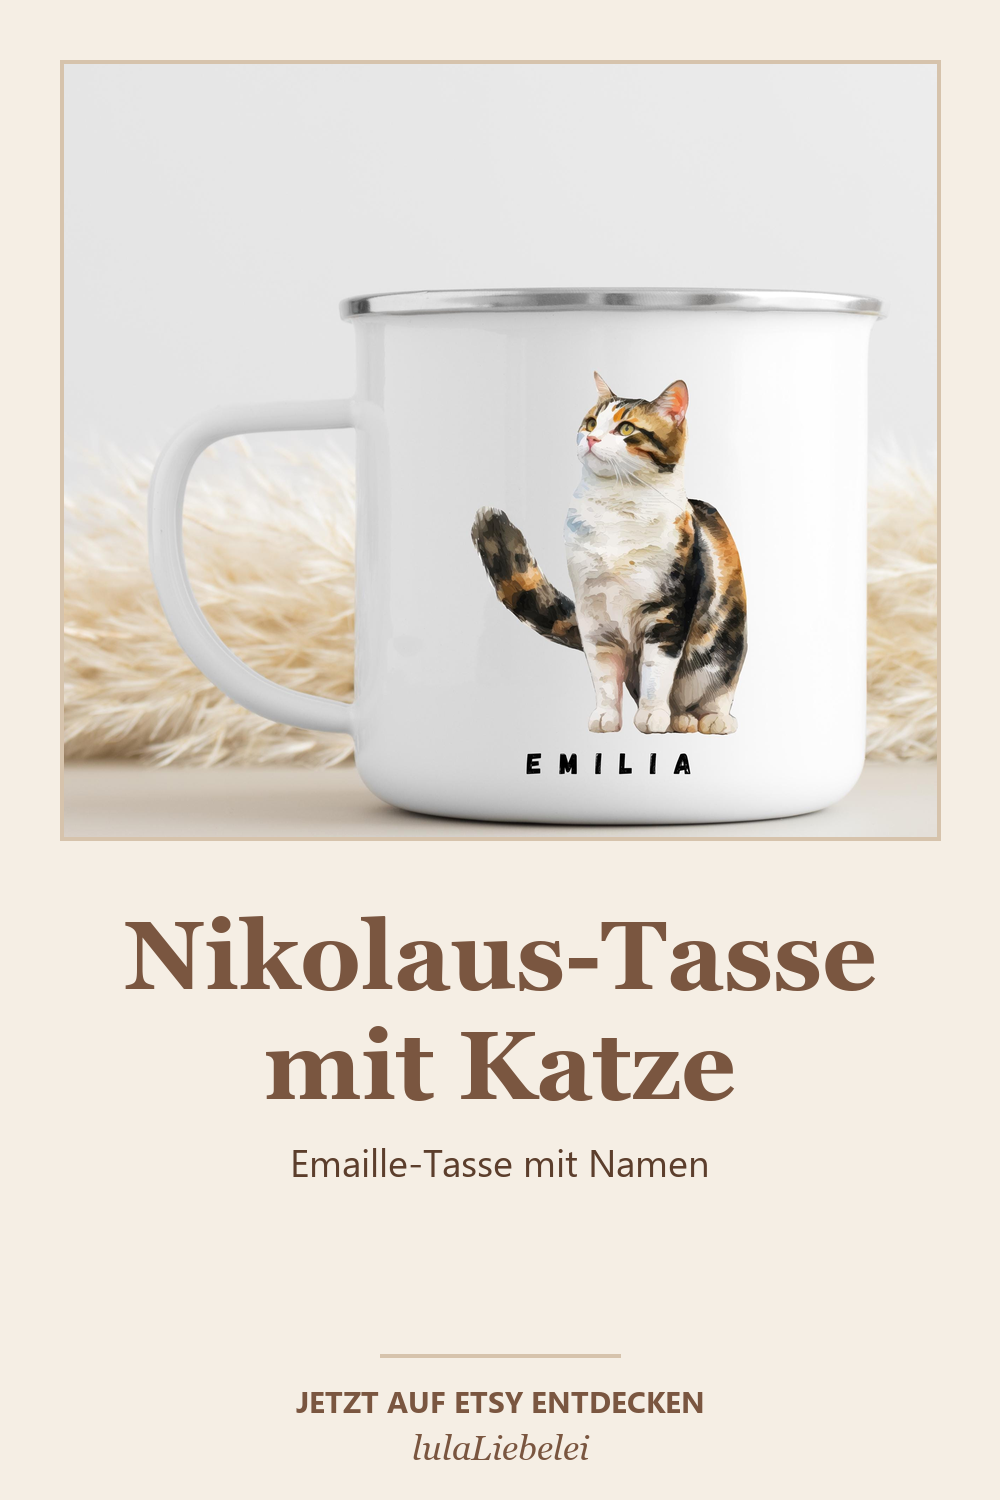 EMILIA
Nikolaus-Tasse
mit Katze
Emaille-Tasse mit Namen
JETZT AUF ETSY ENTDECKEN
lulaLiebelei